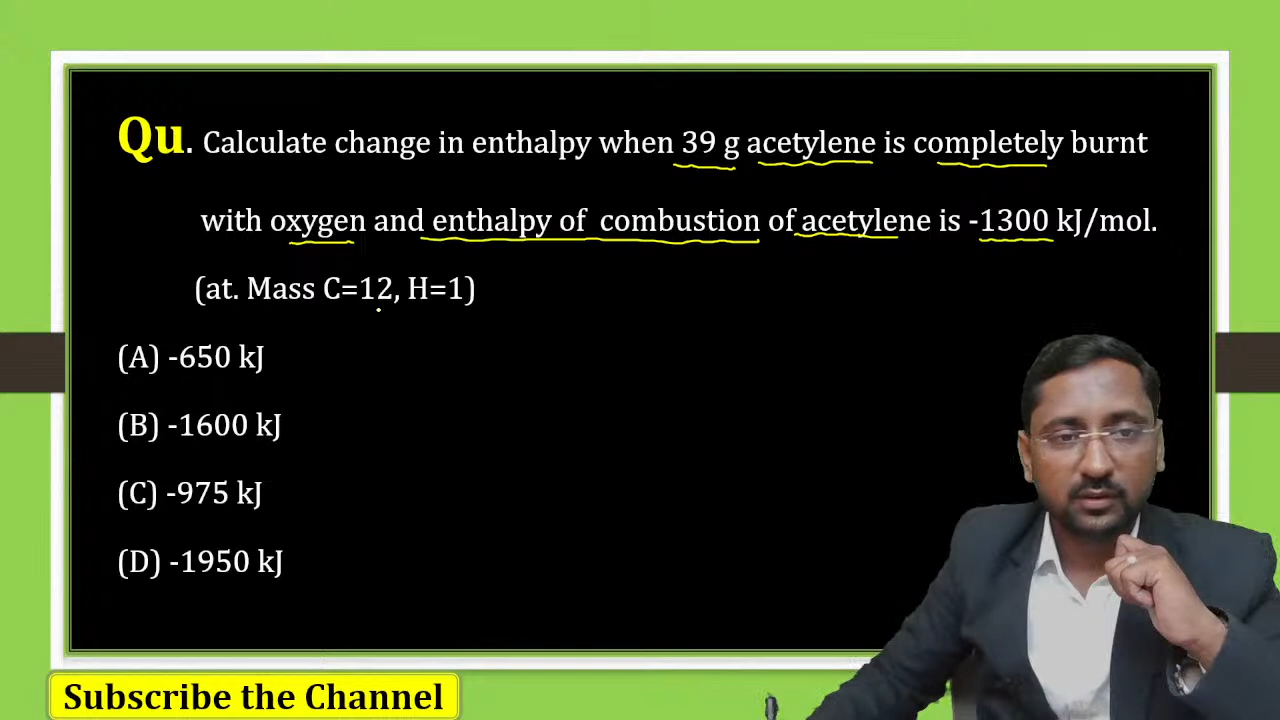 Qu. Calculate change in enthalpy when 39 g acetylene is completely burnt
with oxygen and enthalpy of combustion of acetylene is -1300 kJ/mol.
(at. Mass C=12, H=1)
(A) -650 kJ
(B) -1600 kJ
(C) -975 kJ
(D) -1950 kJ
Subscribe the Channel